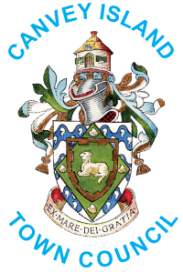 CANVEY ISLAND
EX·MARE·DEI·GRATIA
TOWN COUNCIL